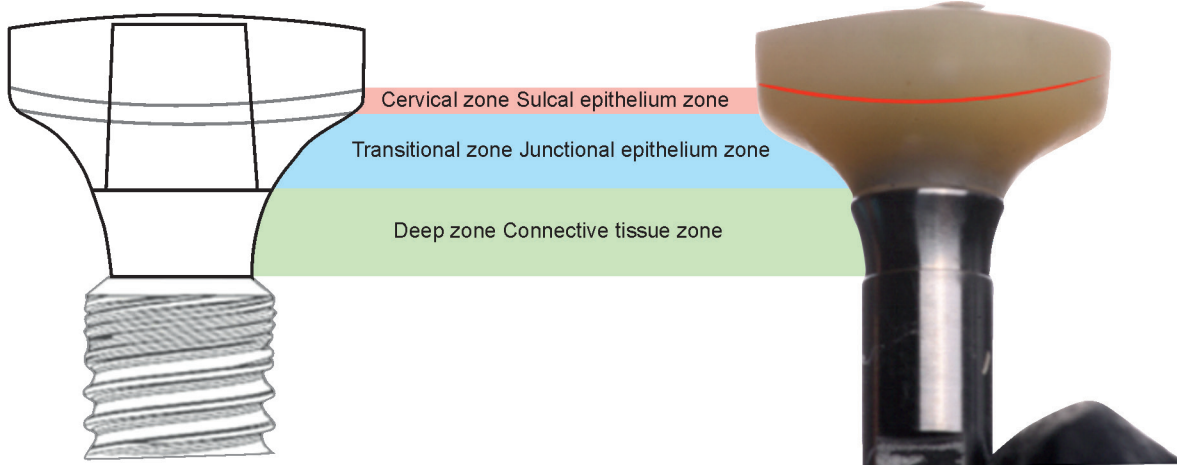 Cervical zone Sulcal epithelium zone
Transitional zone Junctional epithelium zone
Deep zone Connective tissue zone